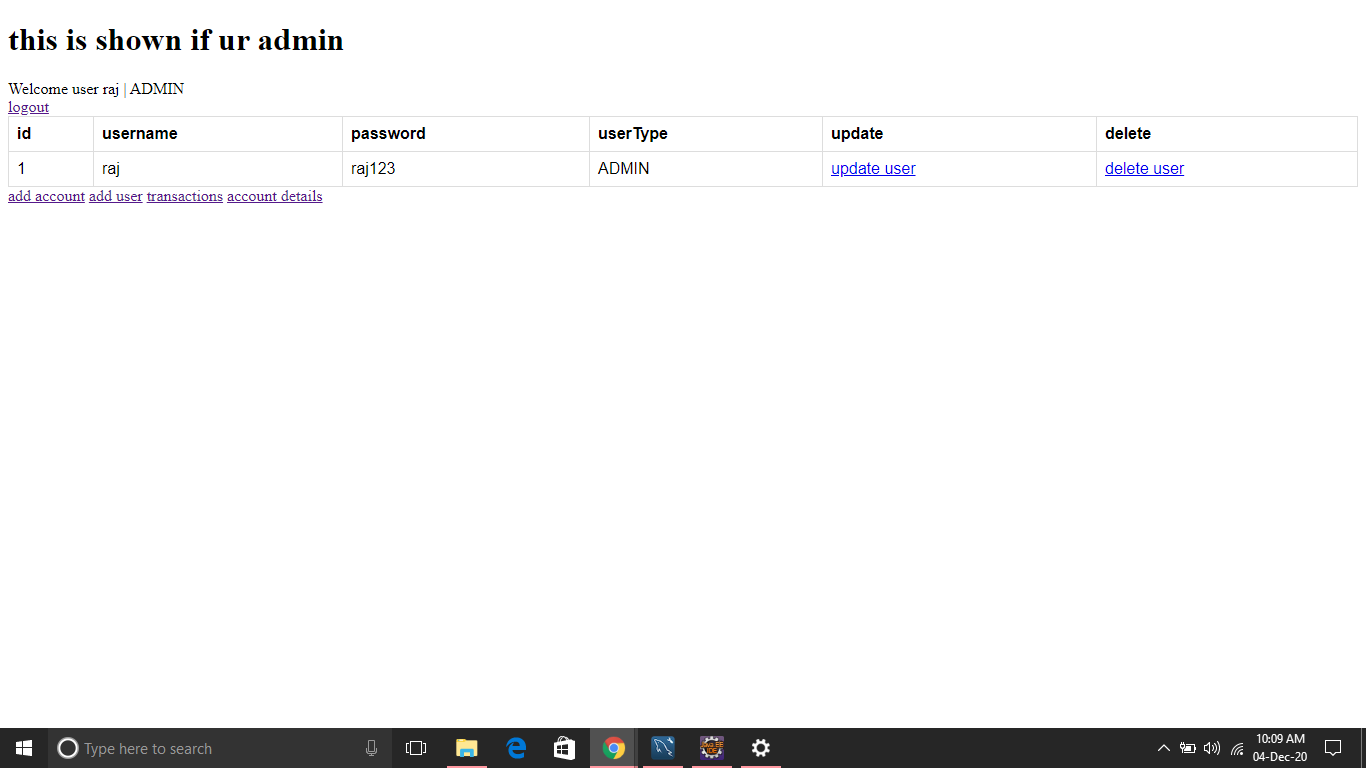 this is shown if ur admin
Welcome user raj | ADMIN
logout
id username password userType update delete
1 raj raj123 ADMIN update user delete user
add account add user transactions account details
Type here to search
10:09 AM
04-Dec-20